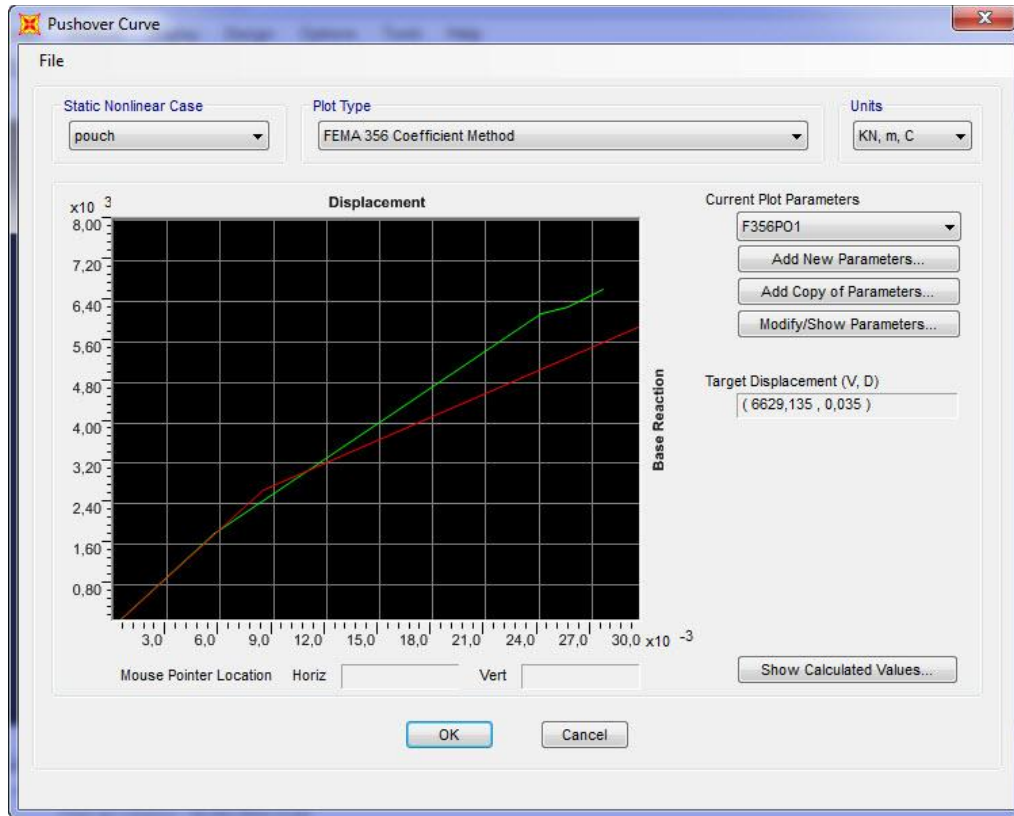 Pushover Curve
File
Static Nonlinear Case
pouch
Plot Type
FEMA 356 Coefficient Method
Units
KN, m, C
x10 3
Displacement
8,00
7,20
6,40
5,60
4,80
4,00
3,20
2,40
1,60
0,80
3,0 6,0 9,0 12,0 15,0 18,0 21,0 24,0 27,0 30,0 x10 -3
Base Reaction
Mouse Pointer Location Horiz Vert
Current Plot Parameters
F356PO1
Add New Parameters...
Add Copy of Parameters...
Modify/Show Parameters...
Target Displacement (V, D)
( 6629,135 , 0,035 )
Show Calculated Values...
OK
Cancel